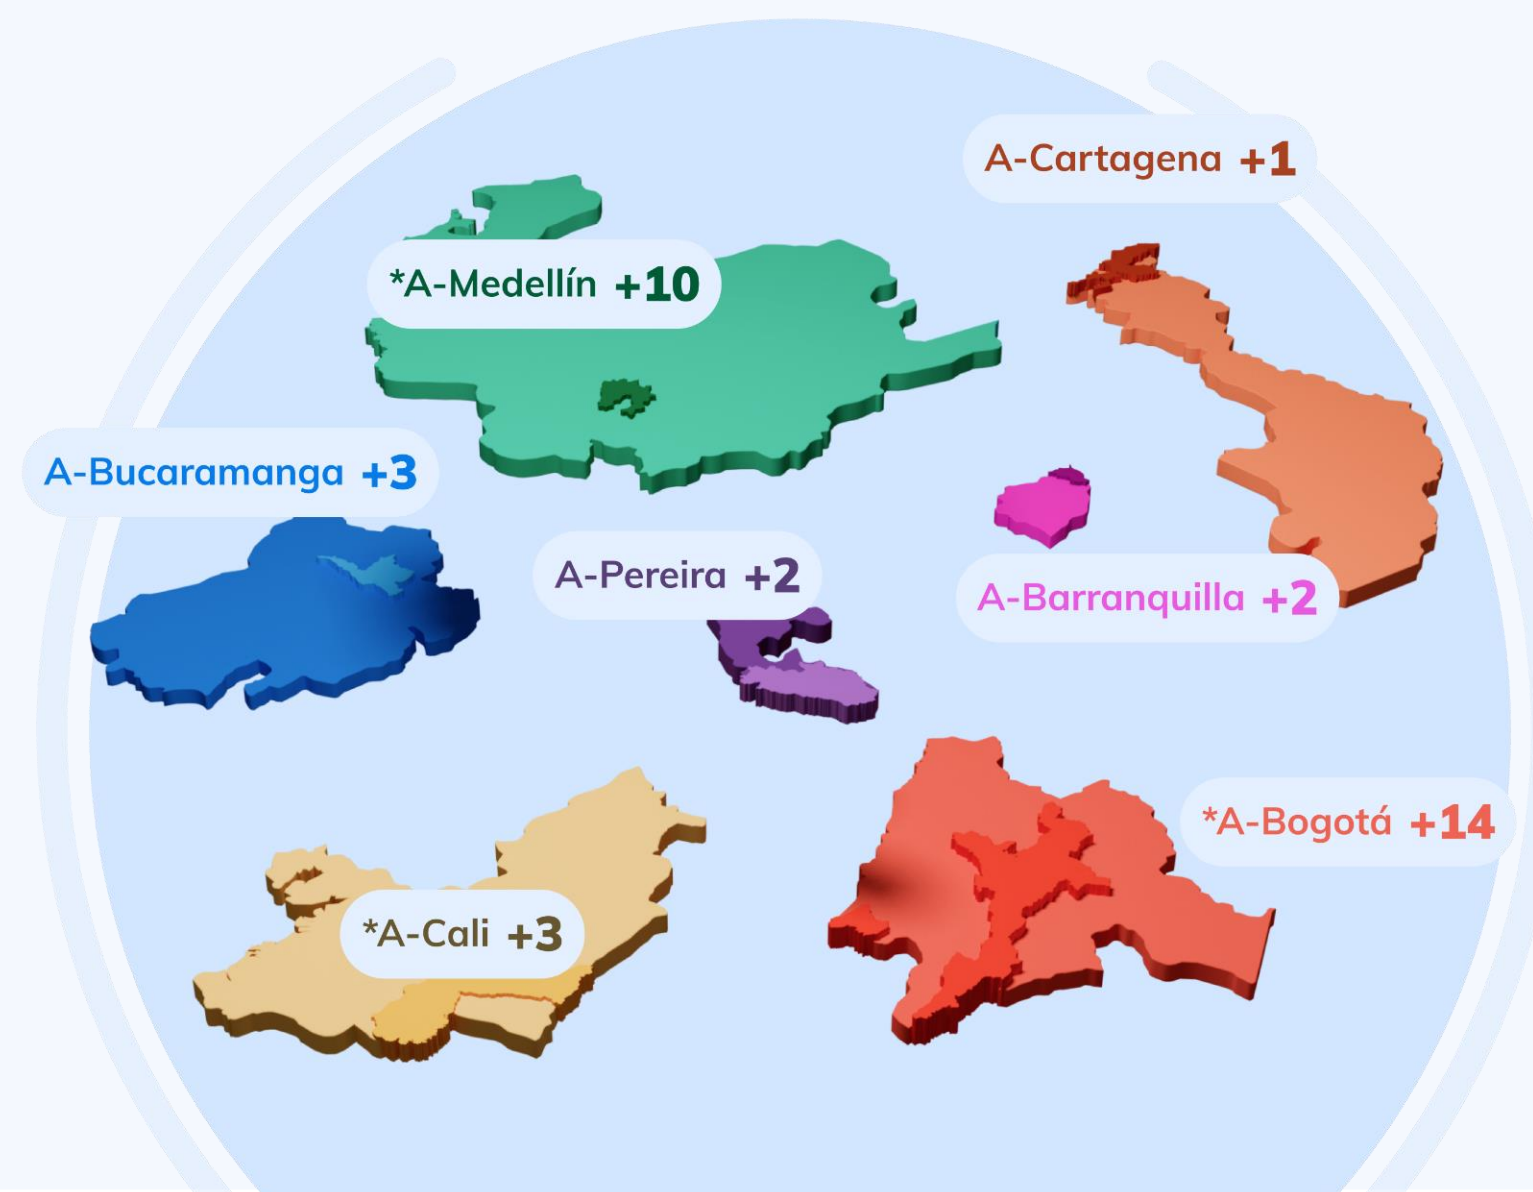 A-Cartagena +1
*A-Medellín +10
A-Bucaramanga +3
A-Pereira +2
A-Barranquilla +2
*A-Bogotá +14
*A-Cali +3